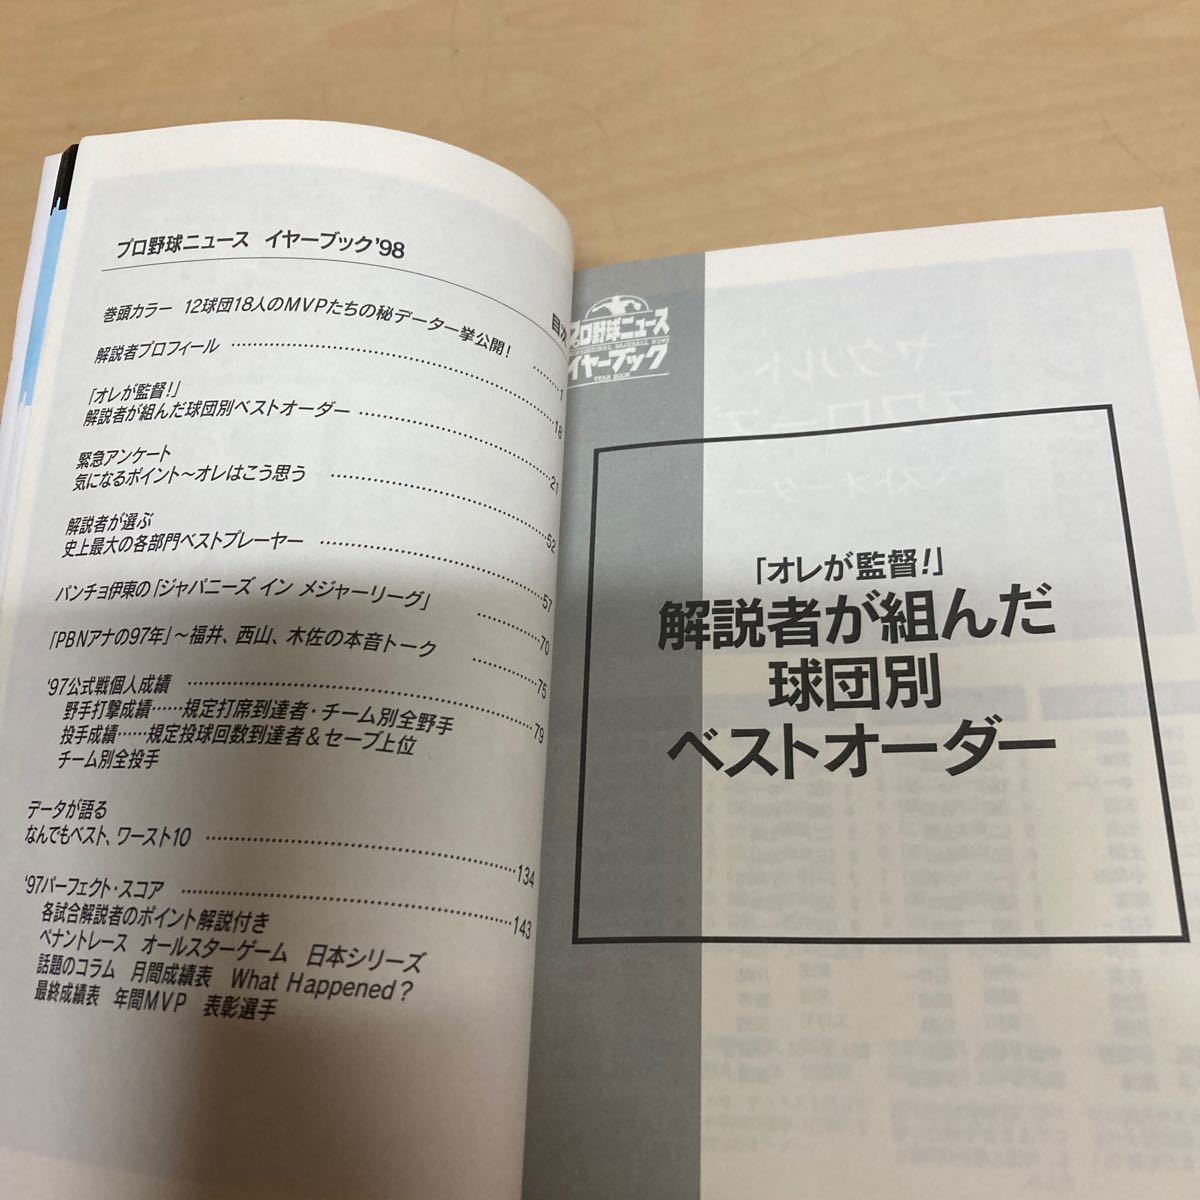 プロ野球ニュース イヤーブック'98
目次
巻頭カラー 12球団18人のMVPたちの秘データ一挙公開! ……… 1
解説者プロフィール ……… 18
「オレが監督!」
解説者が組んだ球団別ベストオーダー ……… 21
緊急アンケート
気になるポイント〜オレはこう思う ……… 52
解説者が選ぶ
史上最大の各部門ベストプレーヤー ……… 57
パンチョ伊東の「ジャパニーズ イン メジャーリーグ」 ……… 70
「PBNアナの97年」〜福井、西山、木佐の本音トーク ……… 75
'97公式戦個人成績 ……… 79
野手打撃成績……規定打席到達者・チーム別全野手
投手成績……規定投球回数到達者&セーブ上位
チーム別全投手
データが語る
なんでもベスト、ワースト10 ……… 134
'97パーフェクト・スコア ……… 143
各試合解説者のポイント解説付き
ペナントレース オールスターゲーム 日本シリーズ
話題のコラム 月間成績表 What Happened?
最終成績表 年間MVP 表彰選手
プロ野球ニュース
イヤーブック
YEAR BOOK
「オレが監督!」
解説者が組んだ
球団別
ベストオーダー